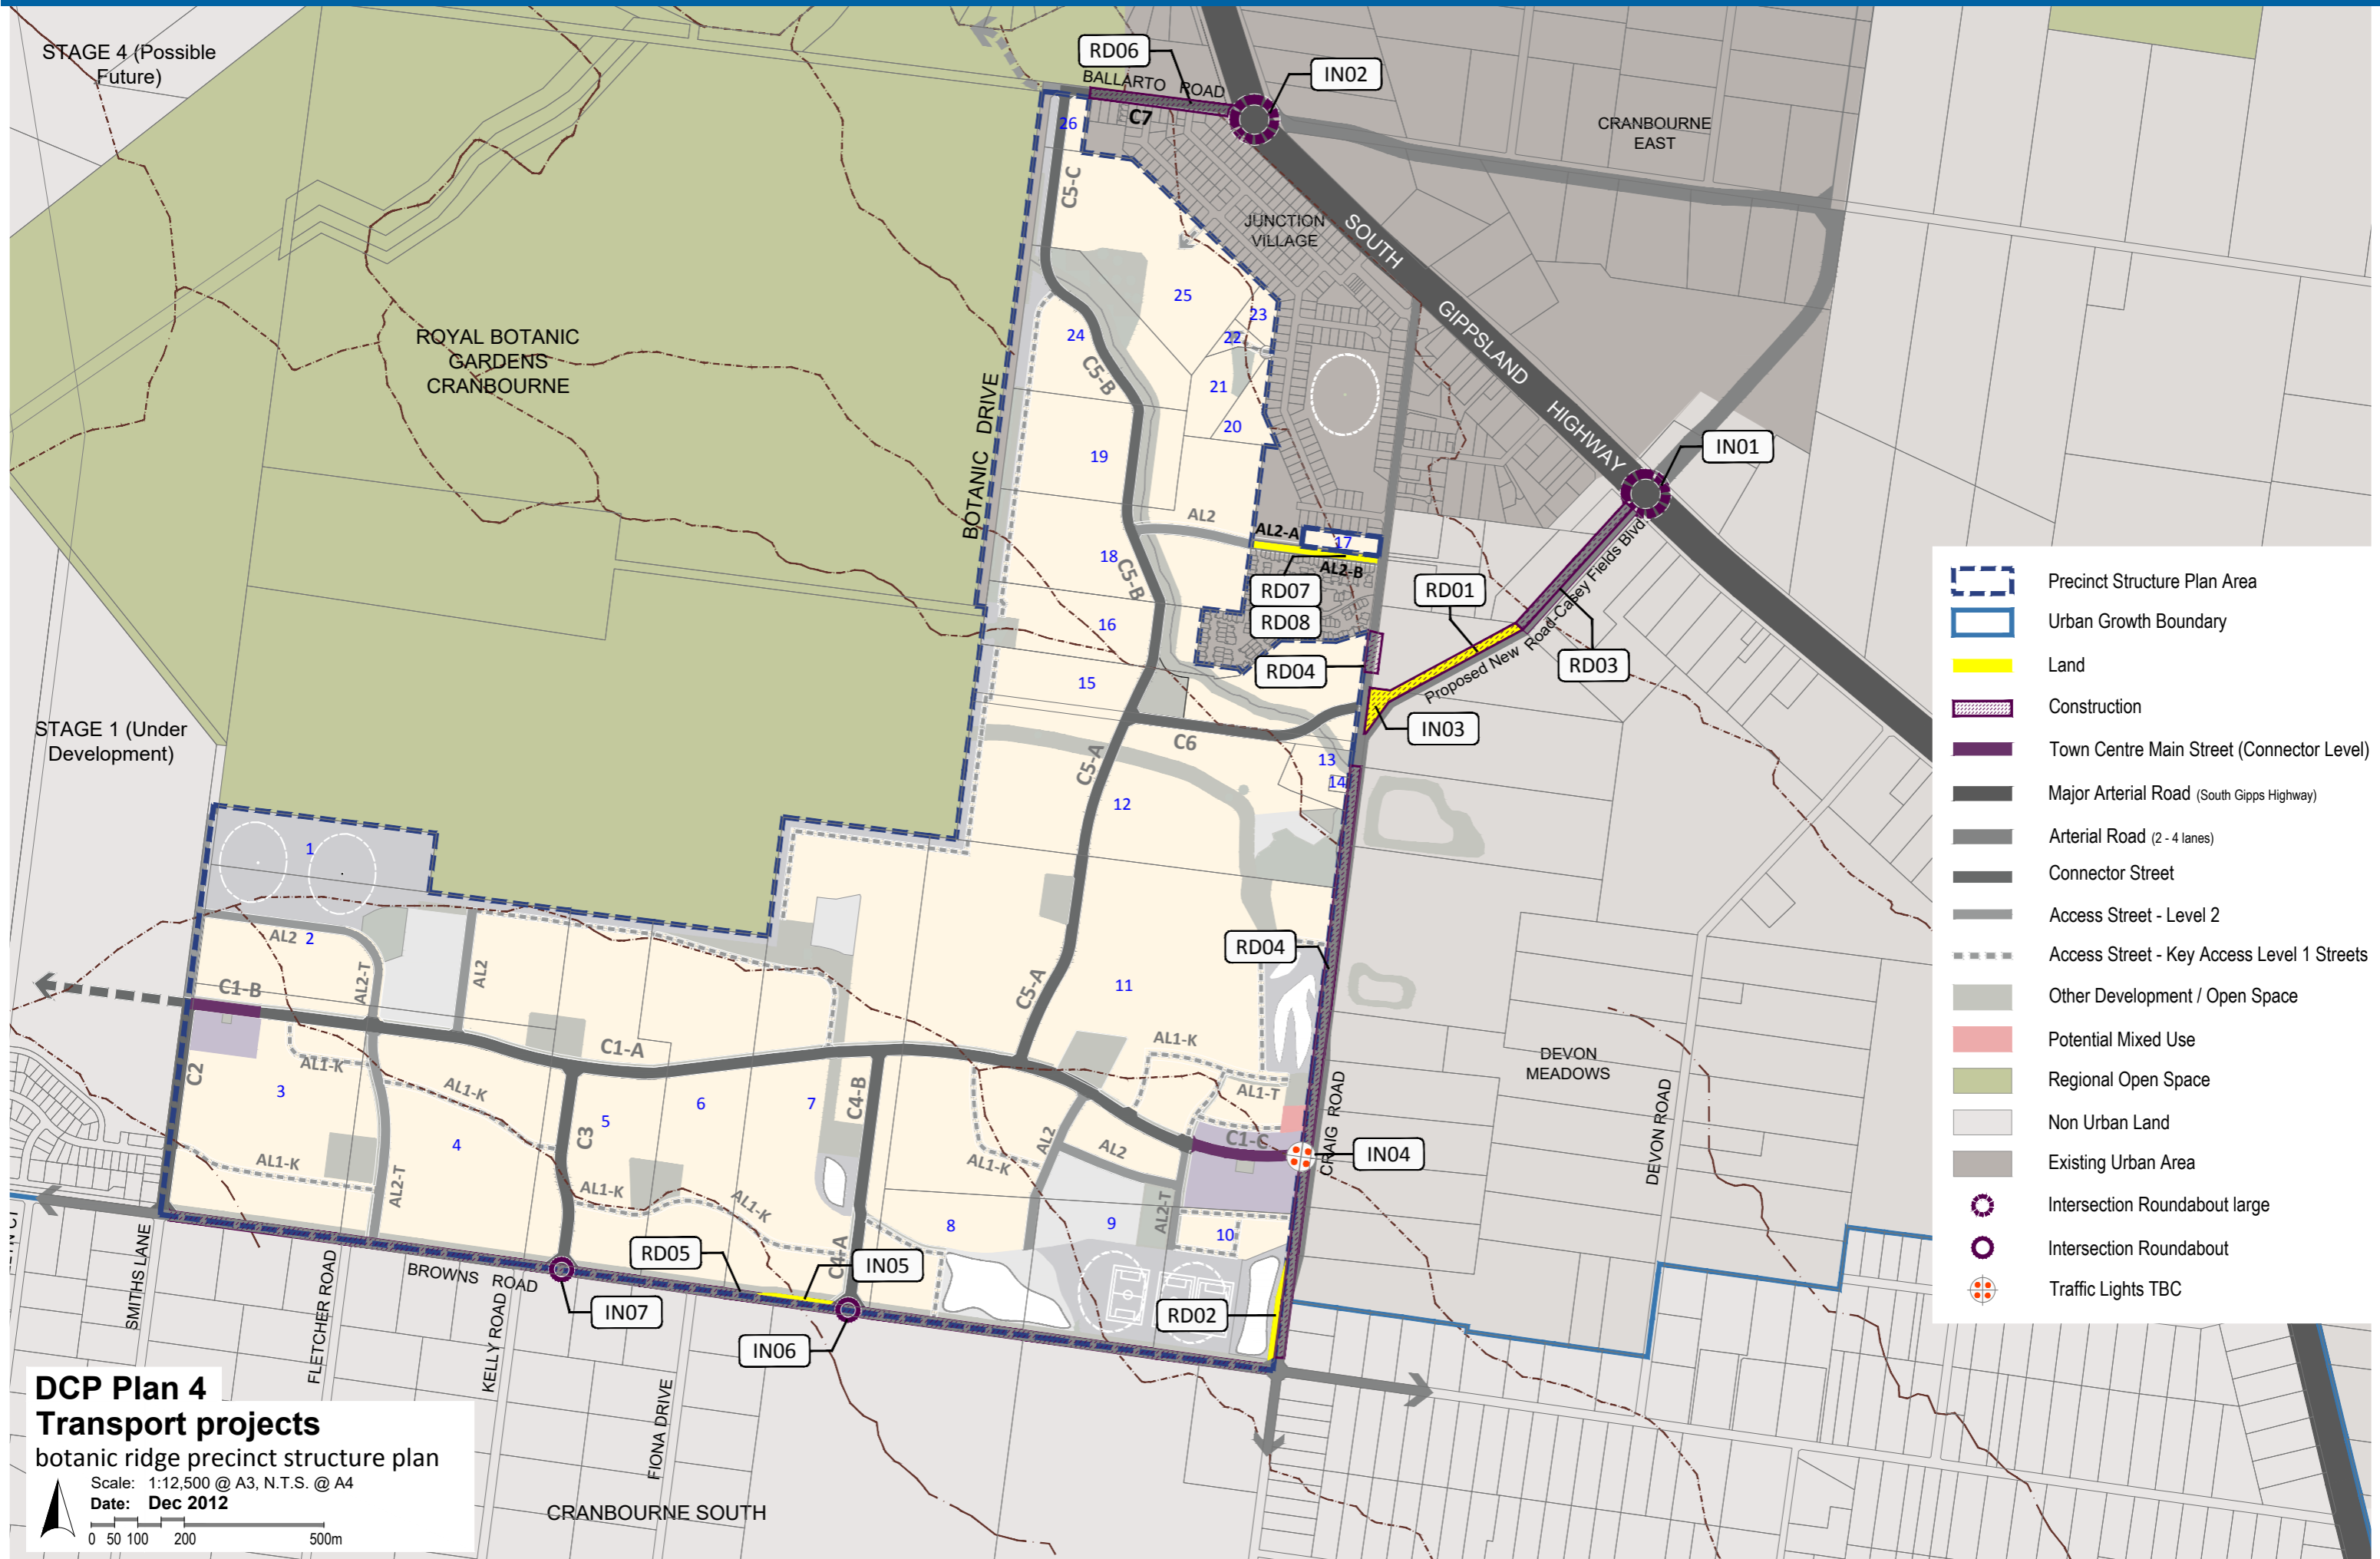 STAGE 4 (Possible
Future)
RD06
BALLARTO ROAD
IN02
C7
26
CRANBOURNE
EAST
C5-C
JUNCTION
VILLAGE
SOUTH GIPPSLAND HIGHWAY
25
23
22
24
ROYAL BOTANIC
GARDENS
CRANBOURNE
C5-B
21
20
BOTANIC DRIVE
19
IN01
AL2
AL2-A
17
18
C5-B
AL2-B
RD07
RD08
RD01
Proposed New Road-Casey Fields Blvd
16
RD04
RD03
15
IN03
STAGE 1 (Under
Development)
C6
C5-A
13
14
12
1
AL2
2
AL2-T
AL2
RD04
C5-A
11
C1-B
C1-A
AL1-K
C2
AL1-K
3
AL1-K
C4-B
AL1-T
DEVON
MEADOWS
5
6
7
4
C3
AL2
AL2
C1-C
CRAIG ROAD
IN04
DEVON ROAD
AL1-K
AL2-T
AL1-K
AL1-K
AL1-K
AL2-T
8
9
10
SMITHS LANE
FLETCHER ROAD
BROWNS ROAD
KELLY ROAD
RD05
C4-A
IN05
IN07
IN06
RD02
FIONA DRIVE
CRANBOURNE SOUTH
Precinct Structure Plan Area
Urban Growth Boundary
Land
Construction
Town Centre Main Street (Connector Level)
Major Arterial Road (South Gipps Highway)
Arterial Road (2 - 4 lanes)
Connector Street
Access Street - Level 2
Access Street - Key Access Level 1 Streets
Other Development / Open Space
Potential Mixed Use
Regional Open Space
Non Urban Land
Existing Urban Area
Intersection Roundabout large
Intersection Roundabout
Traffic Lights TBC
DCP Plan 4
Transport projects
botanic ridge precinct structure plan
Scale: 1:12,500 @ A3, N.T.S. @ A4
Date: Dec 2012
0 50 100 200 500m